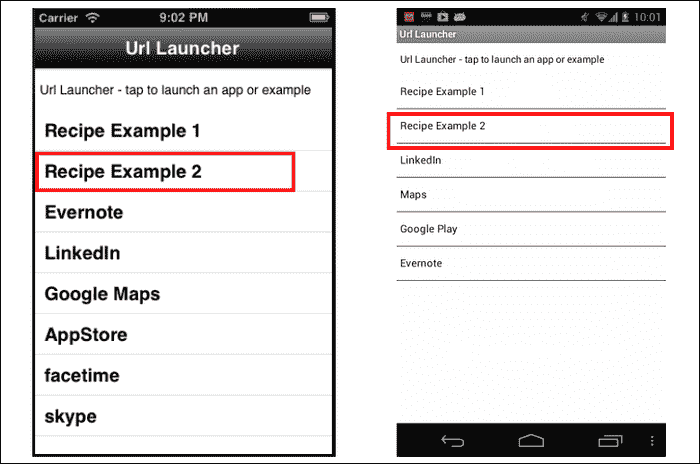 Carrier 9:02 PM
Url Launcher
Url Launcher - tap to launch an app or example
Recipe Example 1
Recipe Example 2
Evernote
LinkedIn
Google Maps
AppStore
facetime
skype
10:01
Url Launcher
Url Launcher - tap to launch an app or example
Recipe Example 1
Recipe Example 2
LinkedIn
Maps
Google Play
Evernote